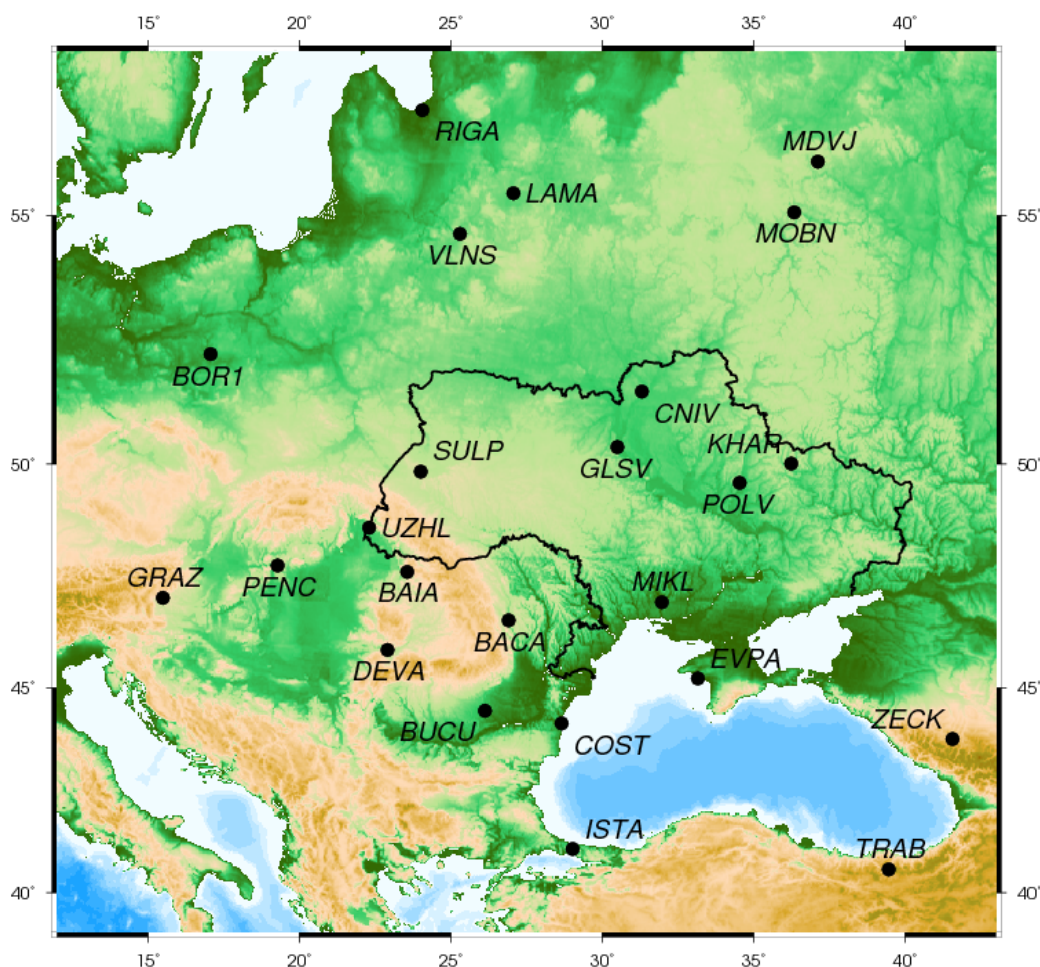 15° 20° 25° 30° 35° 40°
RIGA
MDVJ
LAMA
55° 55°
MOBN
VLNS
BOR1
CNIV
KHAR
SULP
50° 50°
GLSV
POLV
UZHL
GRAZ
PENC
BAIA
MIKL
BACA
EVPA
DEVA
45° 45°
ZECK
BUCU
COST
ISTA
TRAB
40° 40°
15° 20° 25° 30° 35° 40°